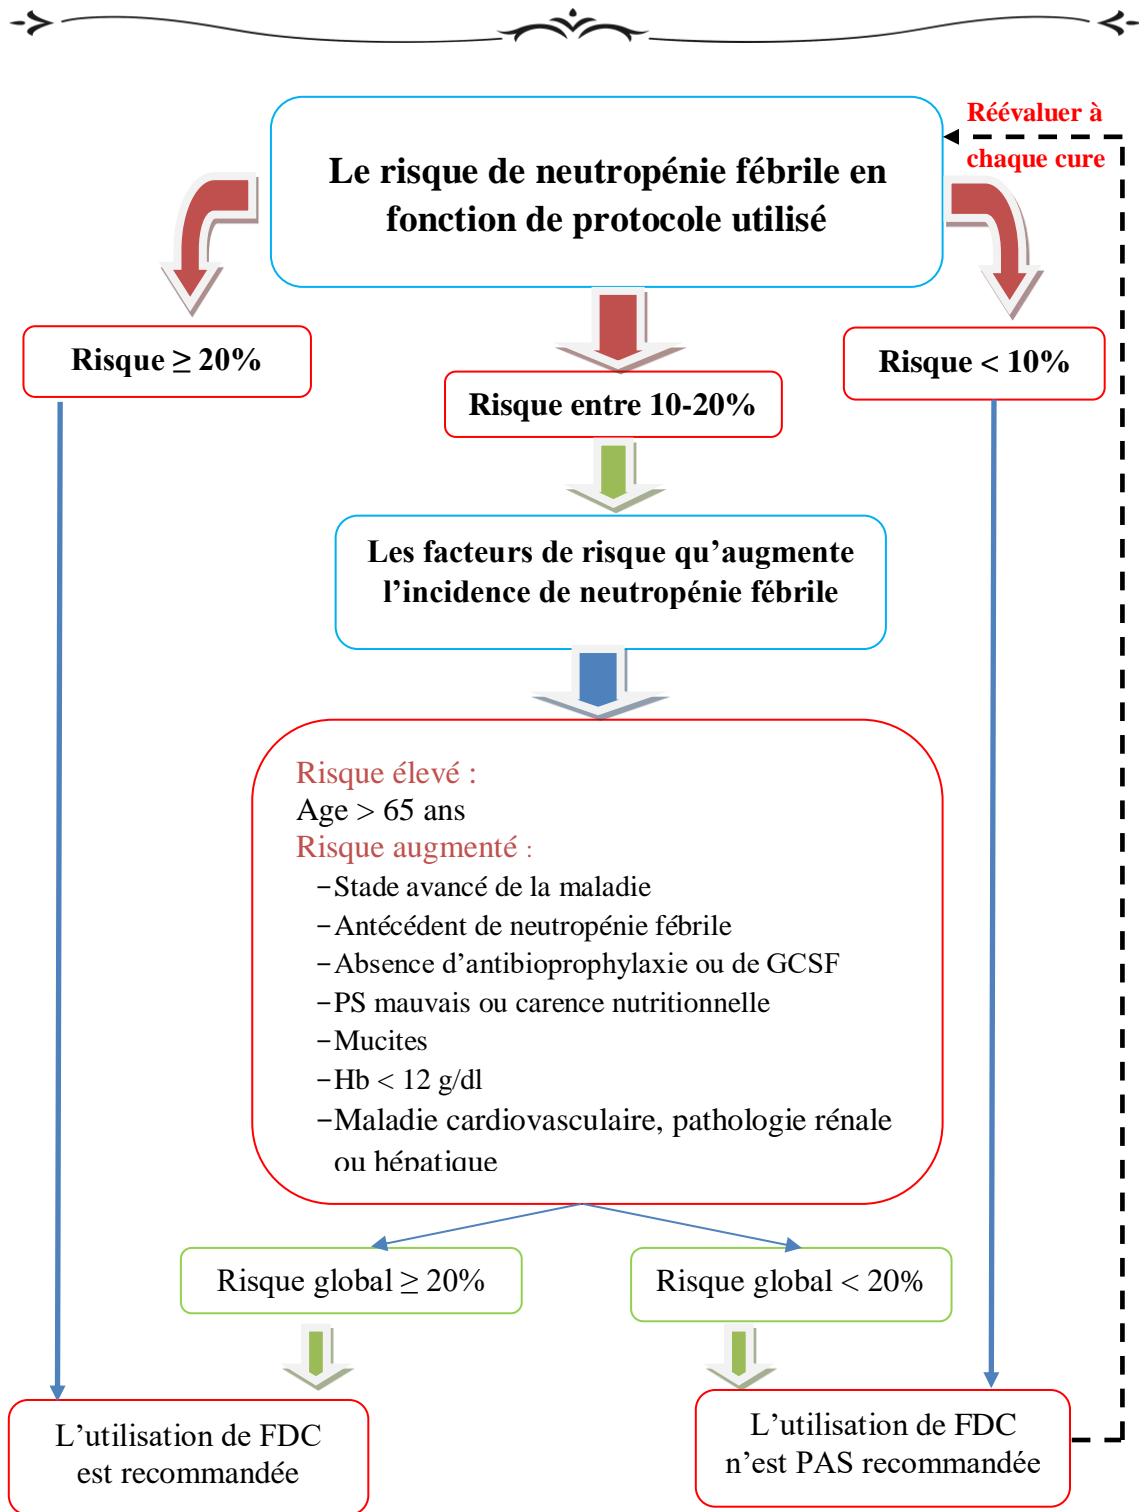 Réévaluer à
chaque cure
Le risque de neutropénie fébrile en
fonction de protocole utilisé
Risque ≥ 20%
Risque < 10%
Risque entre 10-20%
Les facteurs de risque qu’augmente
l’incidence de neutropénie fébrile
Risque élevé :
Age > 65 ans
Risque augmenté :
−Stade avancé de la maladie
−Antécédent de neutropénie fébrile
−Absence d’antibioprophylaxie ou de GCSF
−PS mauvais ou carence nutritionnelle
−Mucites
−Hb < 12 g/dl
−Maladie cardiovasculaire, pathologie rénale
ou hépatique
Risque global ≥ 20%
Risque global < 20%
L’utilisation de FDC
est recommandée
L’utilisation de FDC
n’est PAS recommandée